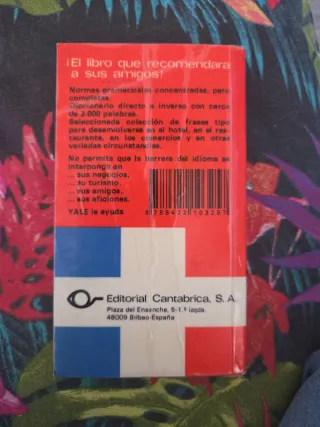 ¡El libro que recomendara
a sus amigos!
Normas gramaticales concentradas, pero
completas.
Diccionario directo e inverso con cerca
de 2.000 palabras.
Seleccionada colección de frases tipo
para desenvolverse en el hotel, en el res-
taurante, en los comercios y en otras
variadas circunstancias.
No permita que la barrera del idioma se
interponga en
... sus negocios,
... su turismo,
... sus amigos,
... sus aficiones.
YALE le ayuda
Editorial Cantabrica, S. A.
Plaza del Ensanche, 5-1.º izqda.
48009 Bilbao-España